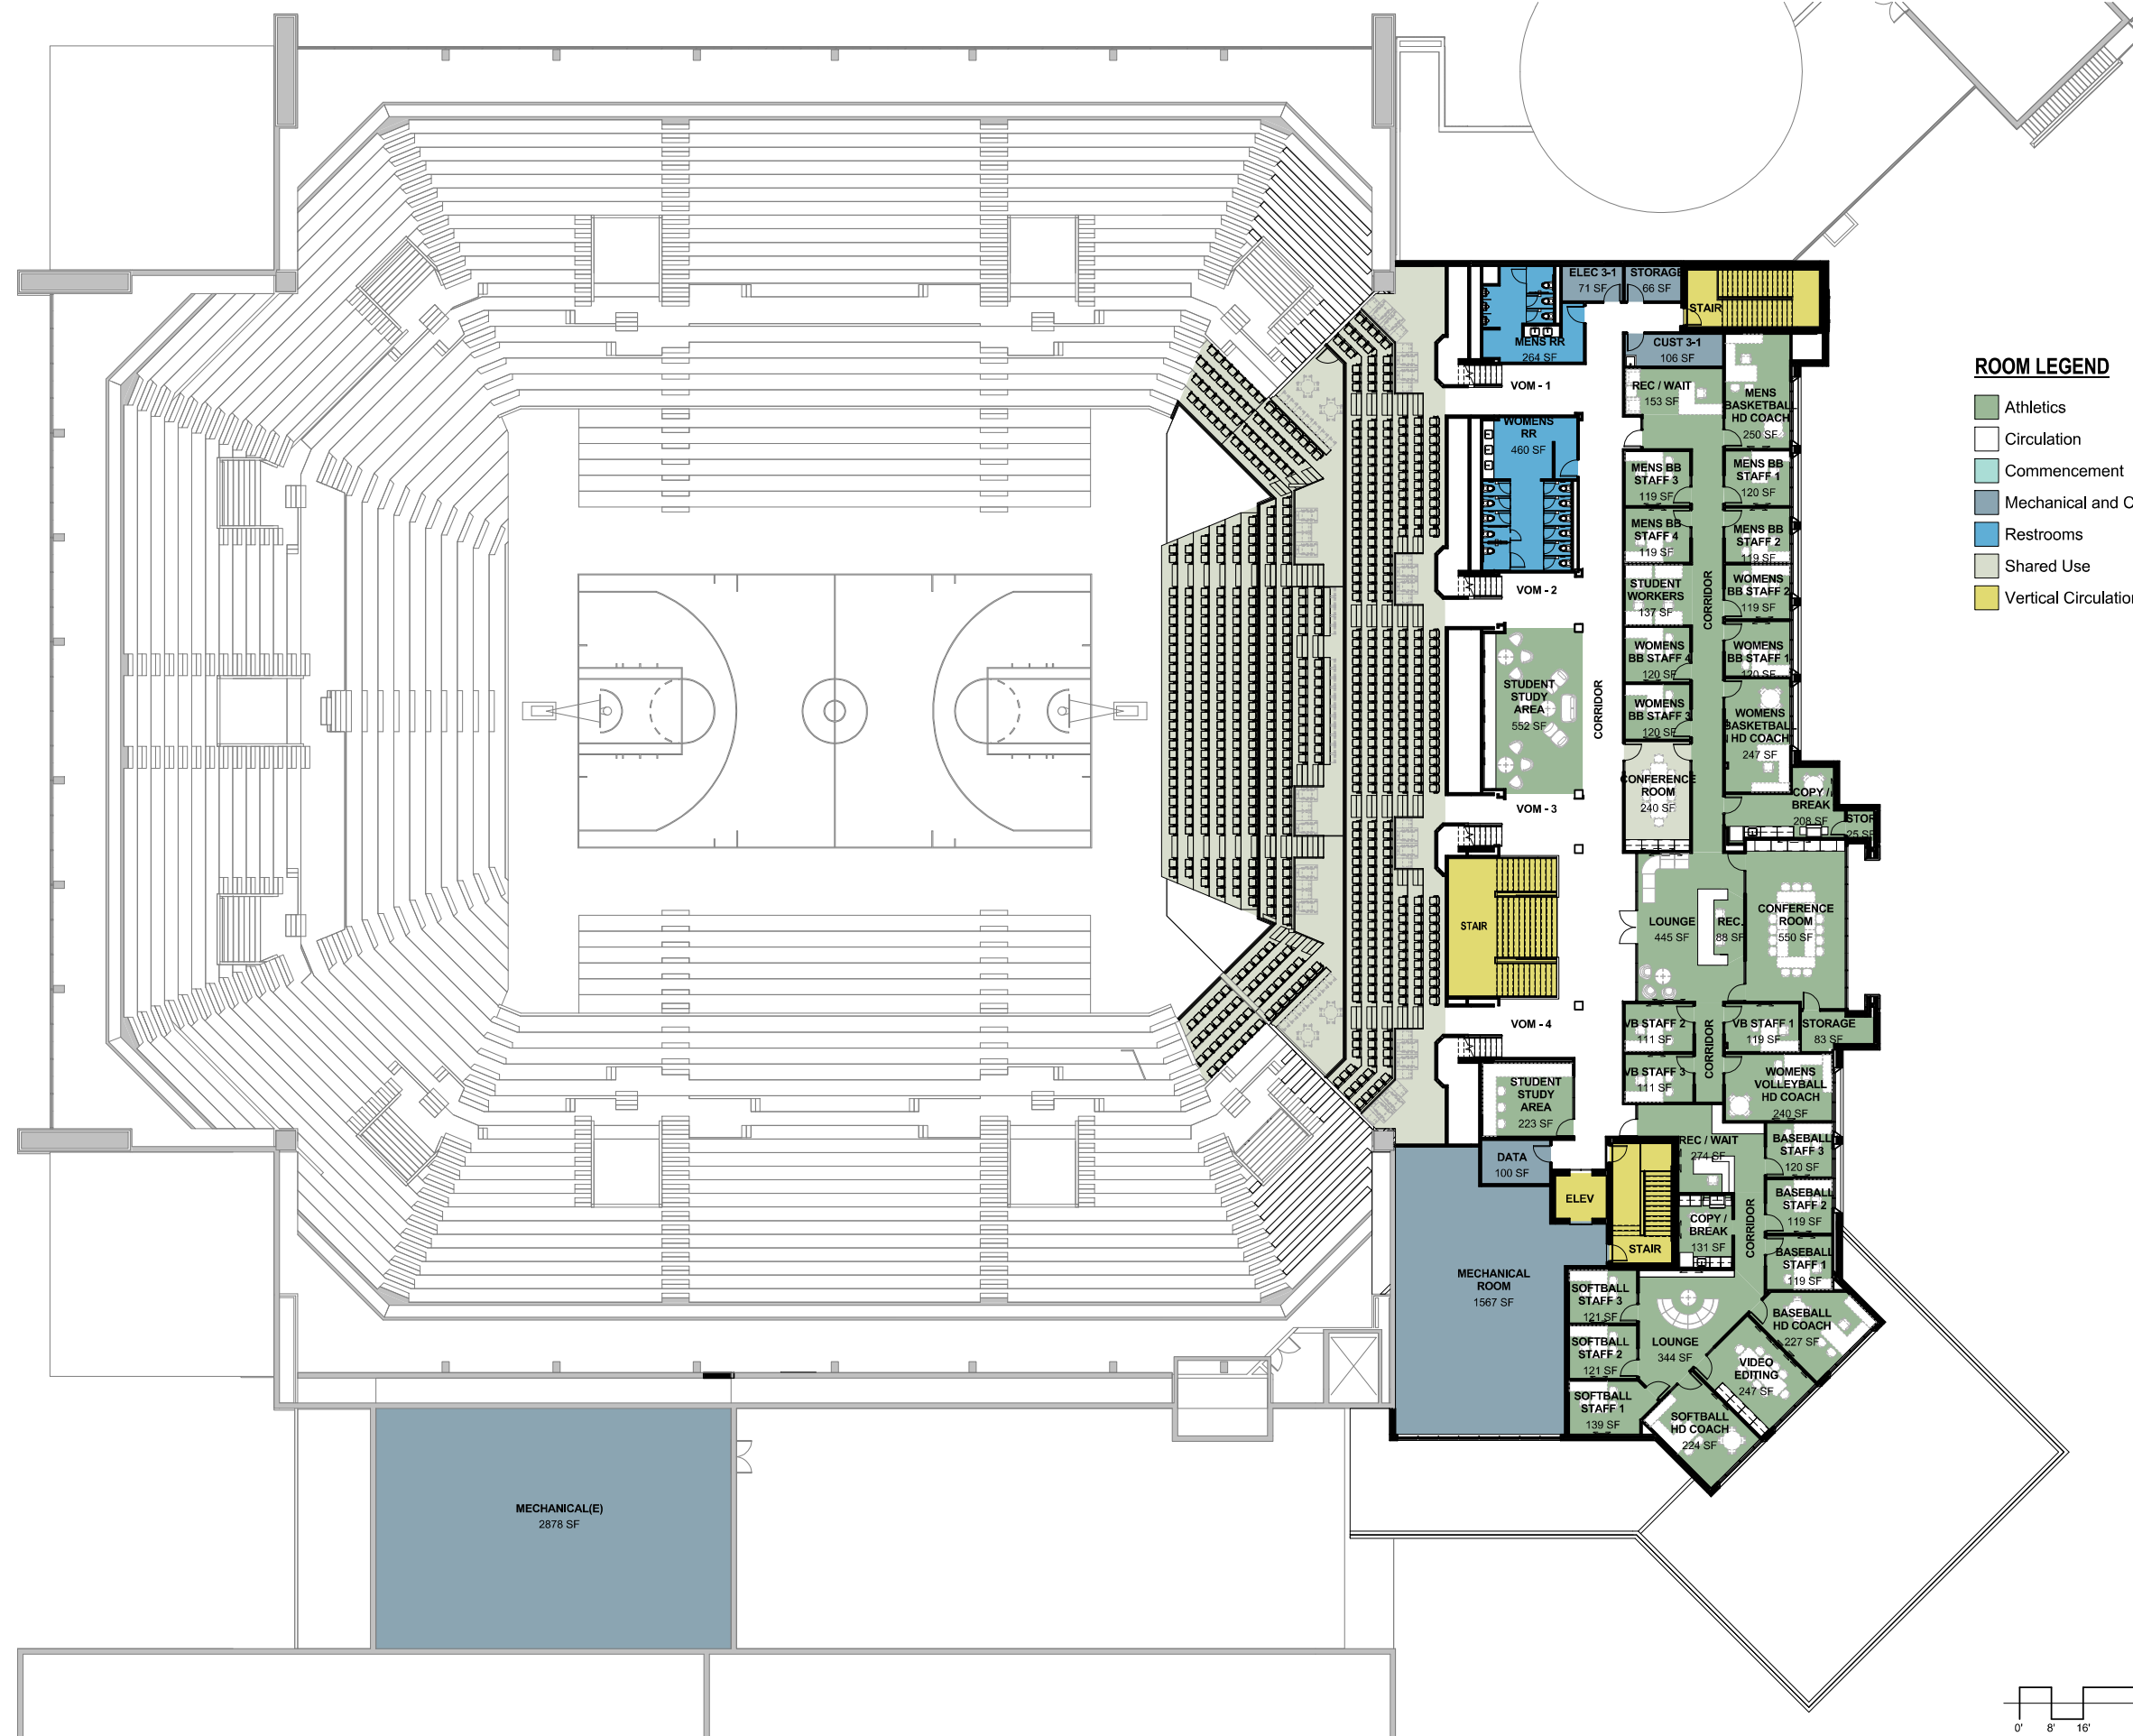 ELEC 3-1
71 SF
STORAGE
66 SF
STAIR
MENS RR
264 SF
CUST 3-1
106 SF
VOM - 1
REC / WAIT
153 SF
MENS
BASKETBALL
HD COACH
250 SF
WOMENS
RR
460 SF
MENS BB
STAFF 3
119 SF
MENS BB
STAFF 1
120 SF
MENS BB
STAFF 4
119 SF
MENS BB
STAFF 2
119 SF
VOM - 2
STUDENT
WORKERS
137 SF
CORRIDOR
WOMENS
BB STAFF 2
119 SF
WOMENS
BB STAFF 4
120 SF
WOMENS
BB STAFF 1
120 SF
STUDENT
STUDY
AREA
552 SF
CORRIDOR
WOMENS
BB STAFF 3
120 SF
WOMENS
BASKETBALL
HD COACH
247 SF
CONFERENCE
ROOM
240 SF
COPY /
BREAK
208 SF
STOR
25 SF
VOM - 3
STAIR
LOUNGE
445 SF
REC.
88 SF
CONFERENCE
ROOM
550 SF
VOM - 4
VB STAFF 2
111 SF
VB STAFF 1
119 SF
STORAGE
83 SF
CORRIDOR
VB STAFF 3
111 SF
WOMENS
VOLLEYBALL
HD COACH
240 SF
STUDENT
STUDY
AREA
223 SF
REC / WAIT
274 SF
BASEBALL
STAFF 3
120 SF
DATA
100 SF
ELEV
BASEBALL
STAFF 2
119 SF
COPY /
BREAK
131 SF
CORRIDOR
STAIR
BASEBALL
STAFF 1
119 SF
MECHANICAL
ROOM
1567 SF
SOFTBALL
STAFF 3
121 SF
BASEBALL
HD COACH
227 SF
SOFTBALL
STAFF 2
121 SF
LOUNGE
344 SF
VIDEO
EDITING
247 SF
SOFTBALL
STAFF 1
139 SF
SOFTBALL
HD COACH
224 SF
MECHANICAL(E)
2878 SF
ROOM LEGEND
Athletics
Circulation
Commencement
Mechanical and C
Restrooms
Shared Use
Vertical Circulation
0' 8' 16'